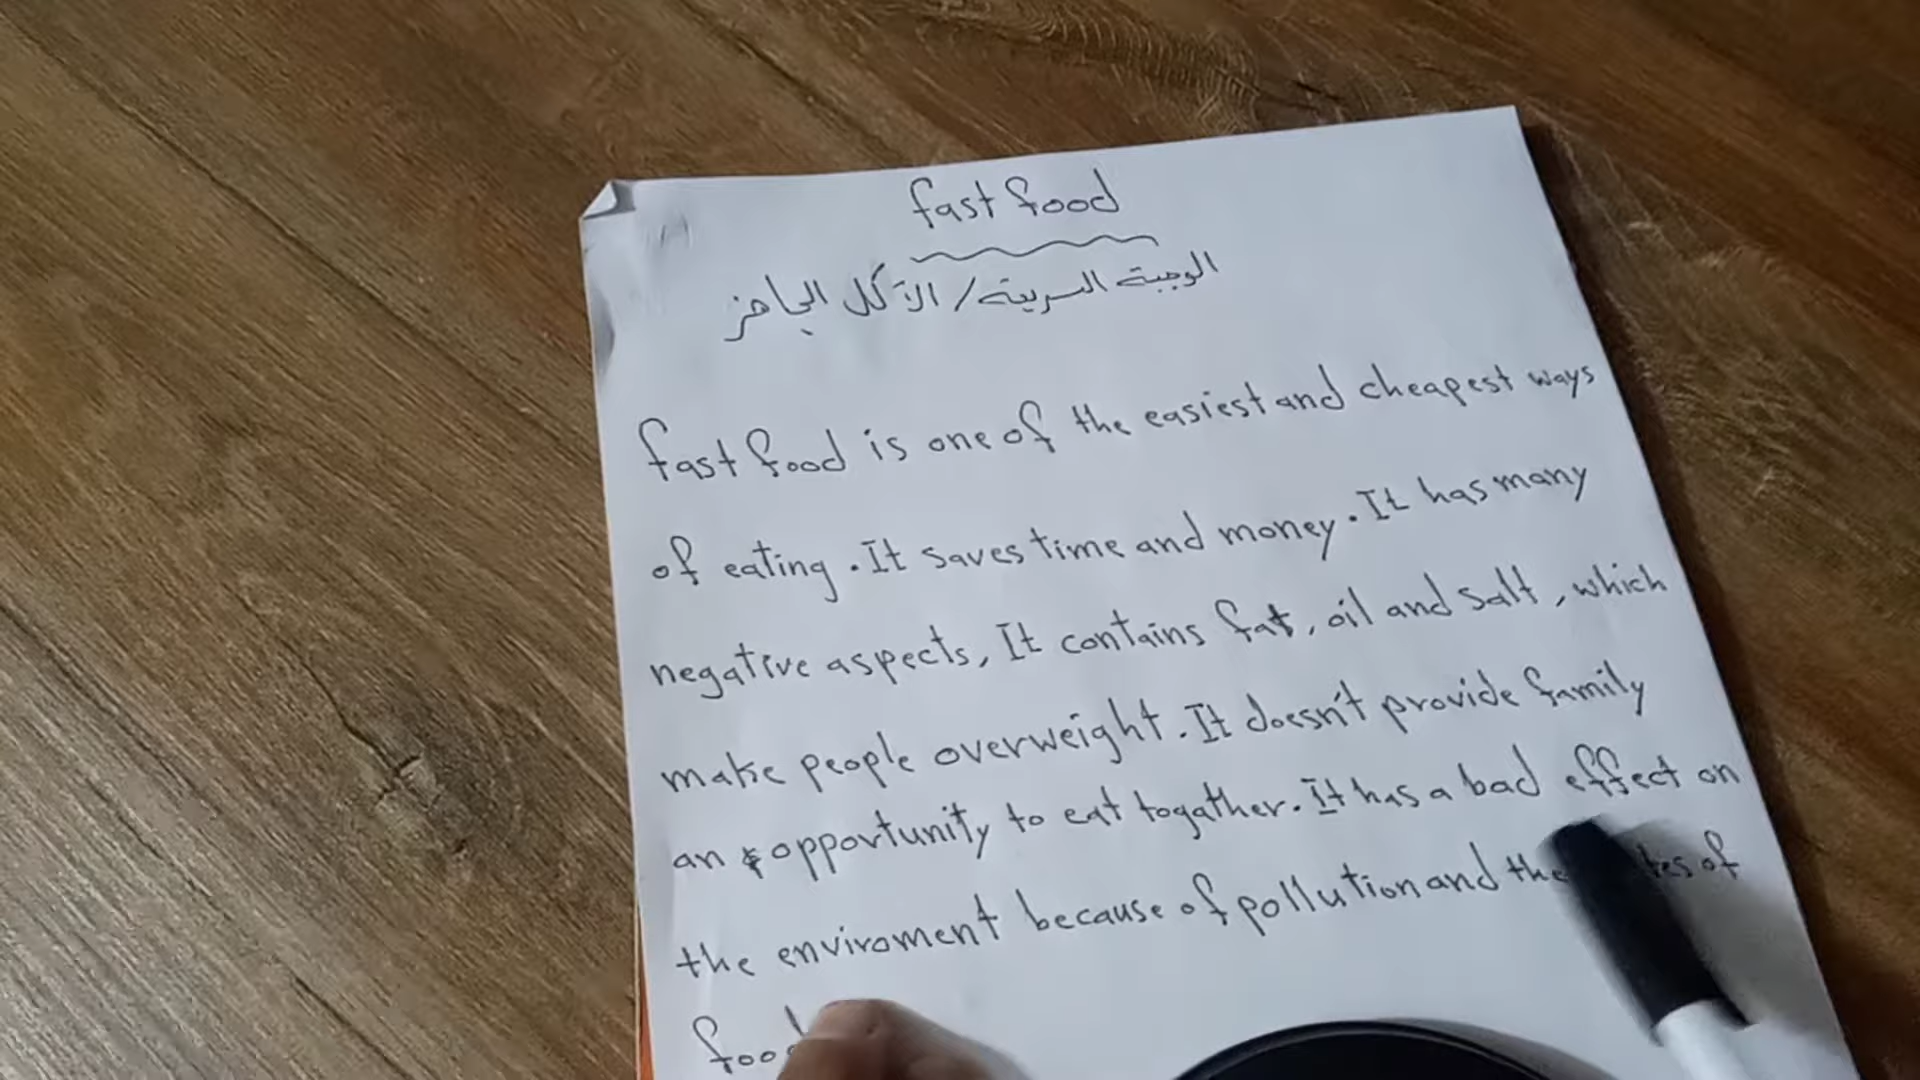 fast food
الوجبة السريعة / الأكل الجاهز
fast food is one of the easiest and cheapest ways
of eating. It saves time and money. It has many
negative aspects, It contains fat, oil and salt, which
make people overweight. It doesn't provide family
an opportunity to eat togather. It has a bad effect on
the enviroment because of pollution and the of